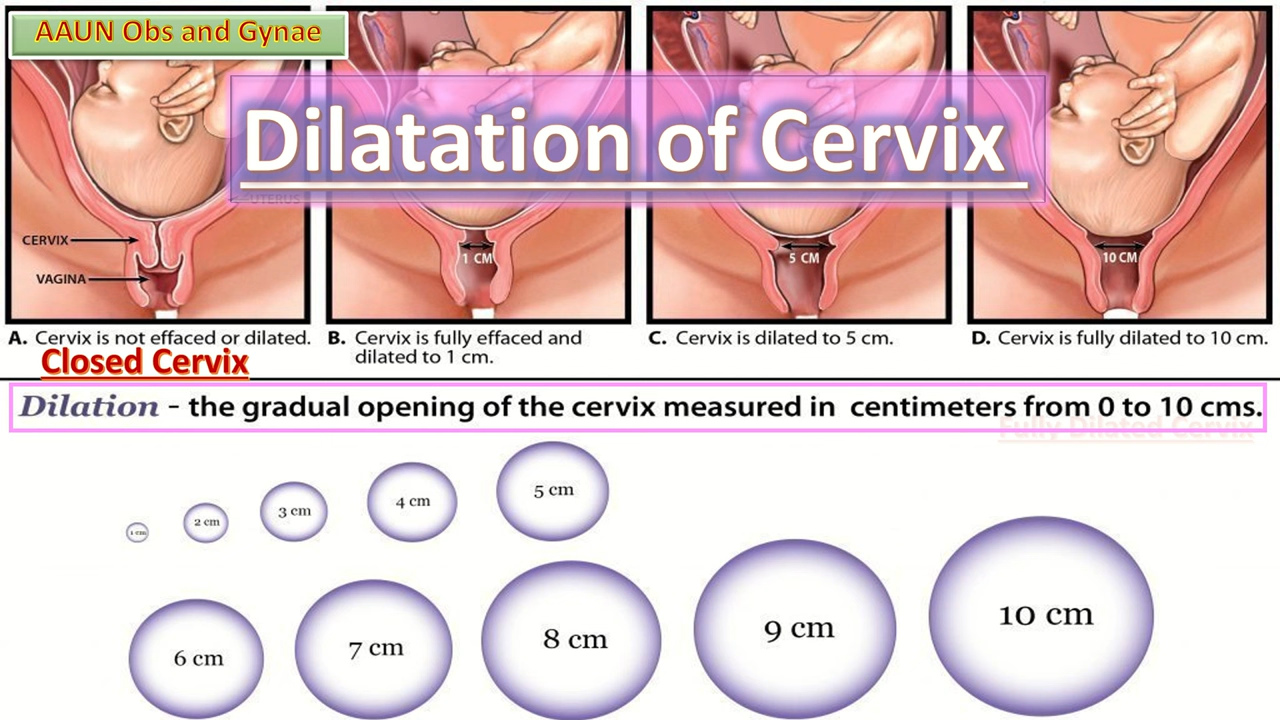 AAUN Obs and Gynae
Dilatation of Cervix
UTERUS
CERVIX
VAGINA
1 CM
5 CM
10 CM
A. Cervix is not effaced or dilated.
Closed Cervix
B. Cervix is fully effaced and
dilated to 1 cm.
C. Cervix is dilated to 5 cm.
D. Cervix is fully dilated to 10 cm.
Dilation - the gradual opening of the cervix measured in centimeters from 0 to 10 cms.
Fully Dilated Cervix
1 cm
2 cm
3 cm
4 cm
5 cm
6 cm
7 cm
8 cm
9 cm
10 cm